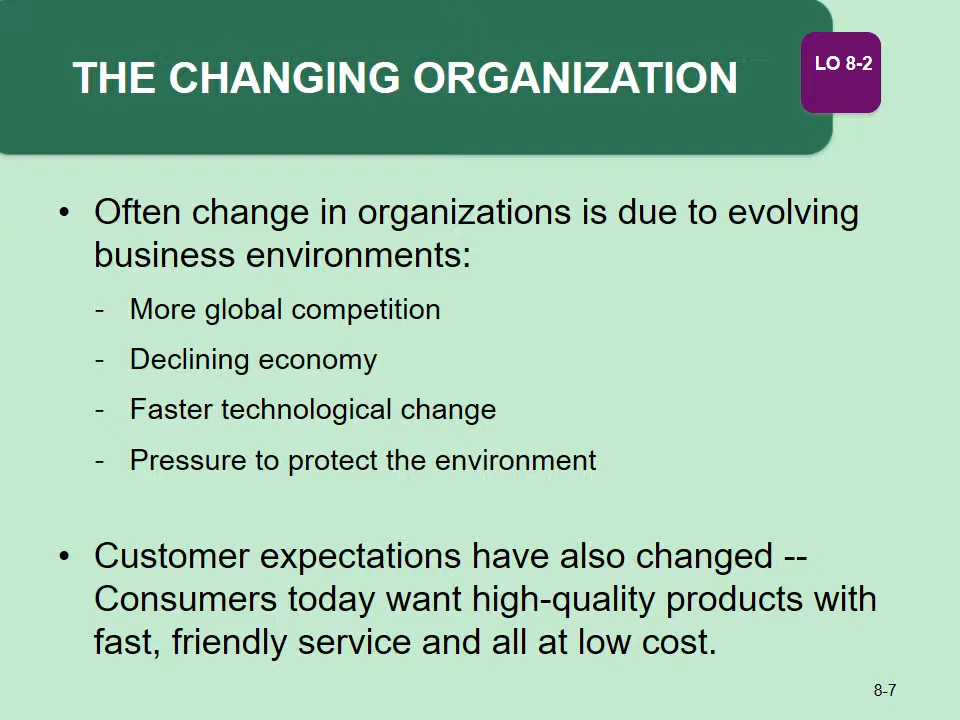 THE CHANGING ORGANIZATION
LO 8-2
• Often change in organizations is due to evolving
business environments:
- More global competition
- Declining economy
- Faster technological change
- Pressure to protect the environment
• Customer expectations have also changed --
Consumers today want high-quality products with
fast, friendly service and all at low cost.
8-7